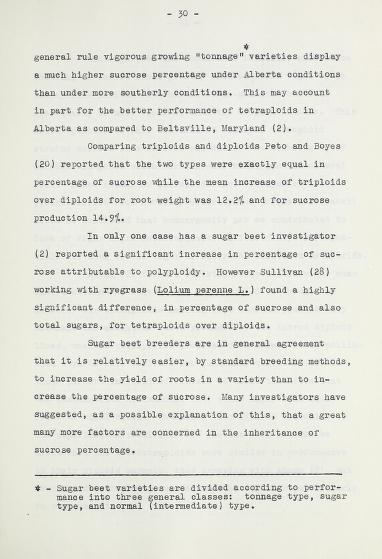 - 30 -
*
general rule vigorous growing "tonnage" varieties display
a much higher sucrose percentage under Alberta conditions
than under more southerly conditions. This may account
in part for the better performance of tetraploids in
Alberta as compared to Beltsville, Maryland (2).
Comparing triploids and diploids Peto and Boyes
(20) reported that the two types were exactly equal in
percentage of sucrose while the mean increase of triploids
over diploids for root weight was 12.2% and for sucrose
production 14.9%.
In only one case has a sugar beet investigator
(2) reported a significant increase in percentage of suc-
rose attributable to polyploidy. However Sullivan (28)
working with ryegrass (Lolium perenne L.) found a highly
significant difference, in percentage of sucrose and also
total sugars, for tetraploids over diploids.
Sugar beet breeders are in general agreement
that it is relatively easier, by standard breeding methods,
to increase the yield of roots in a variety than to in-
crease the percentage of sucrose. Many investigators have
suggested, as a possible explanation of this, that a great
many more factors are concerned in the inheritance of
sucrose percentage.
* - Sugar beet varieties are divided according to perfor-
mance into three general classes: tonnage type, sugar
type, and normal (intermediate) type.